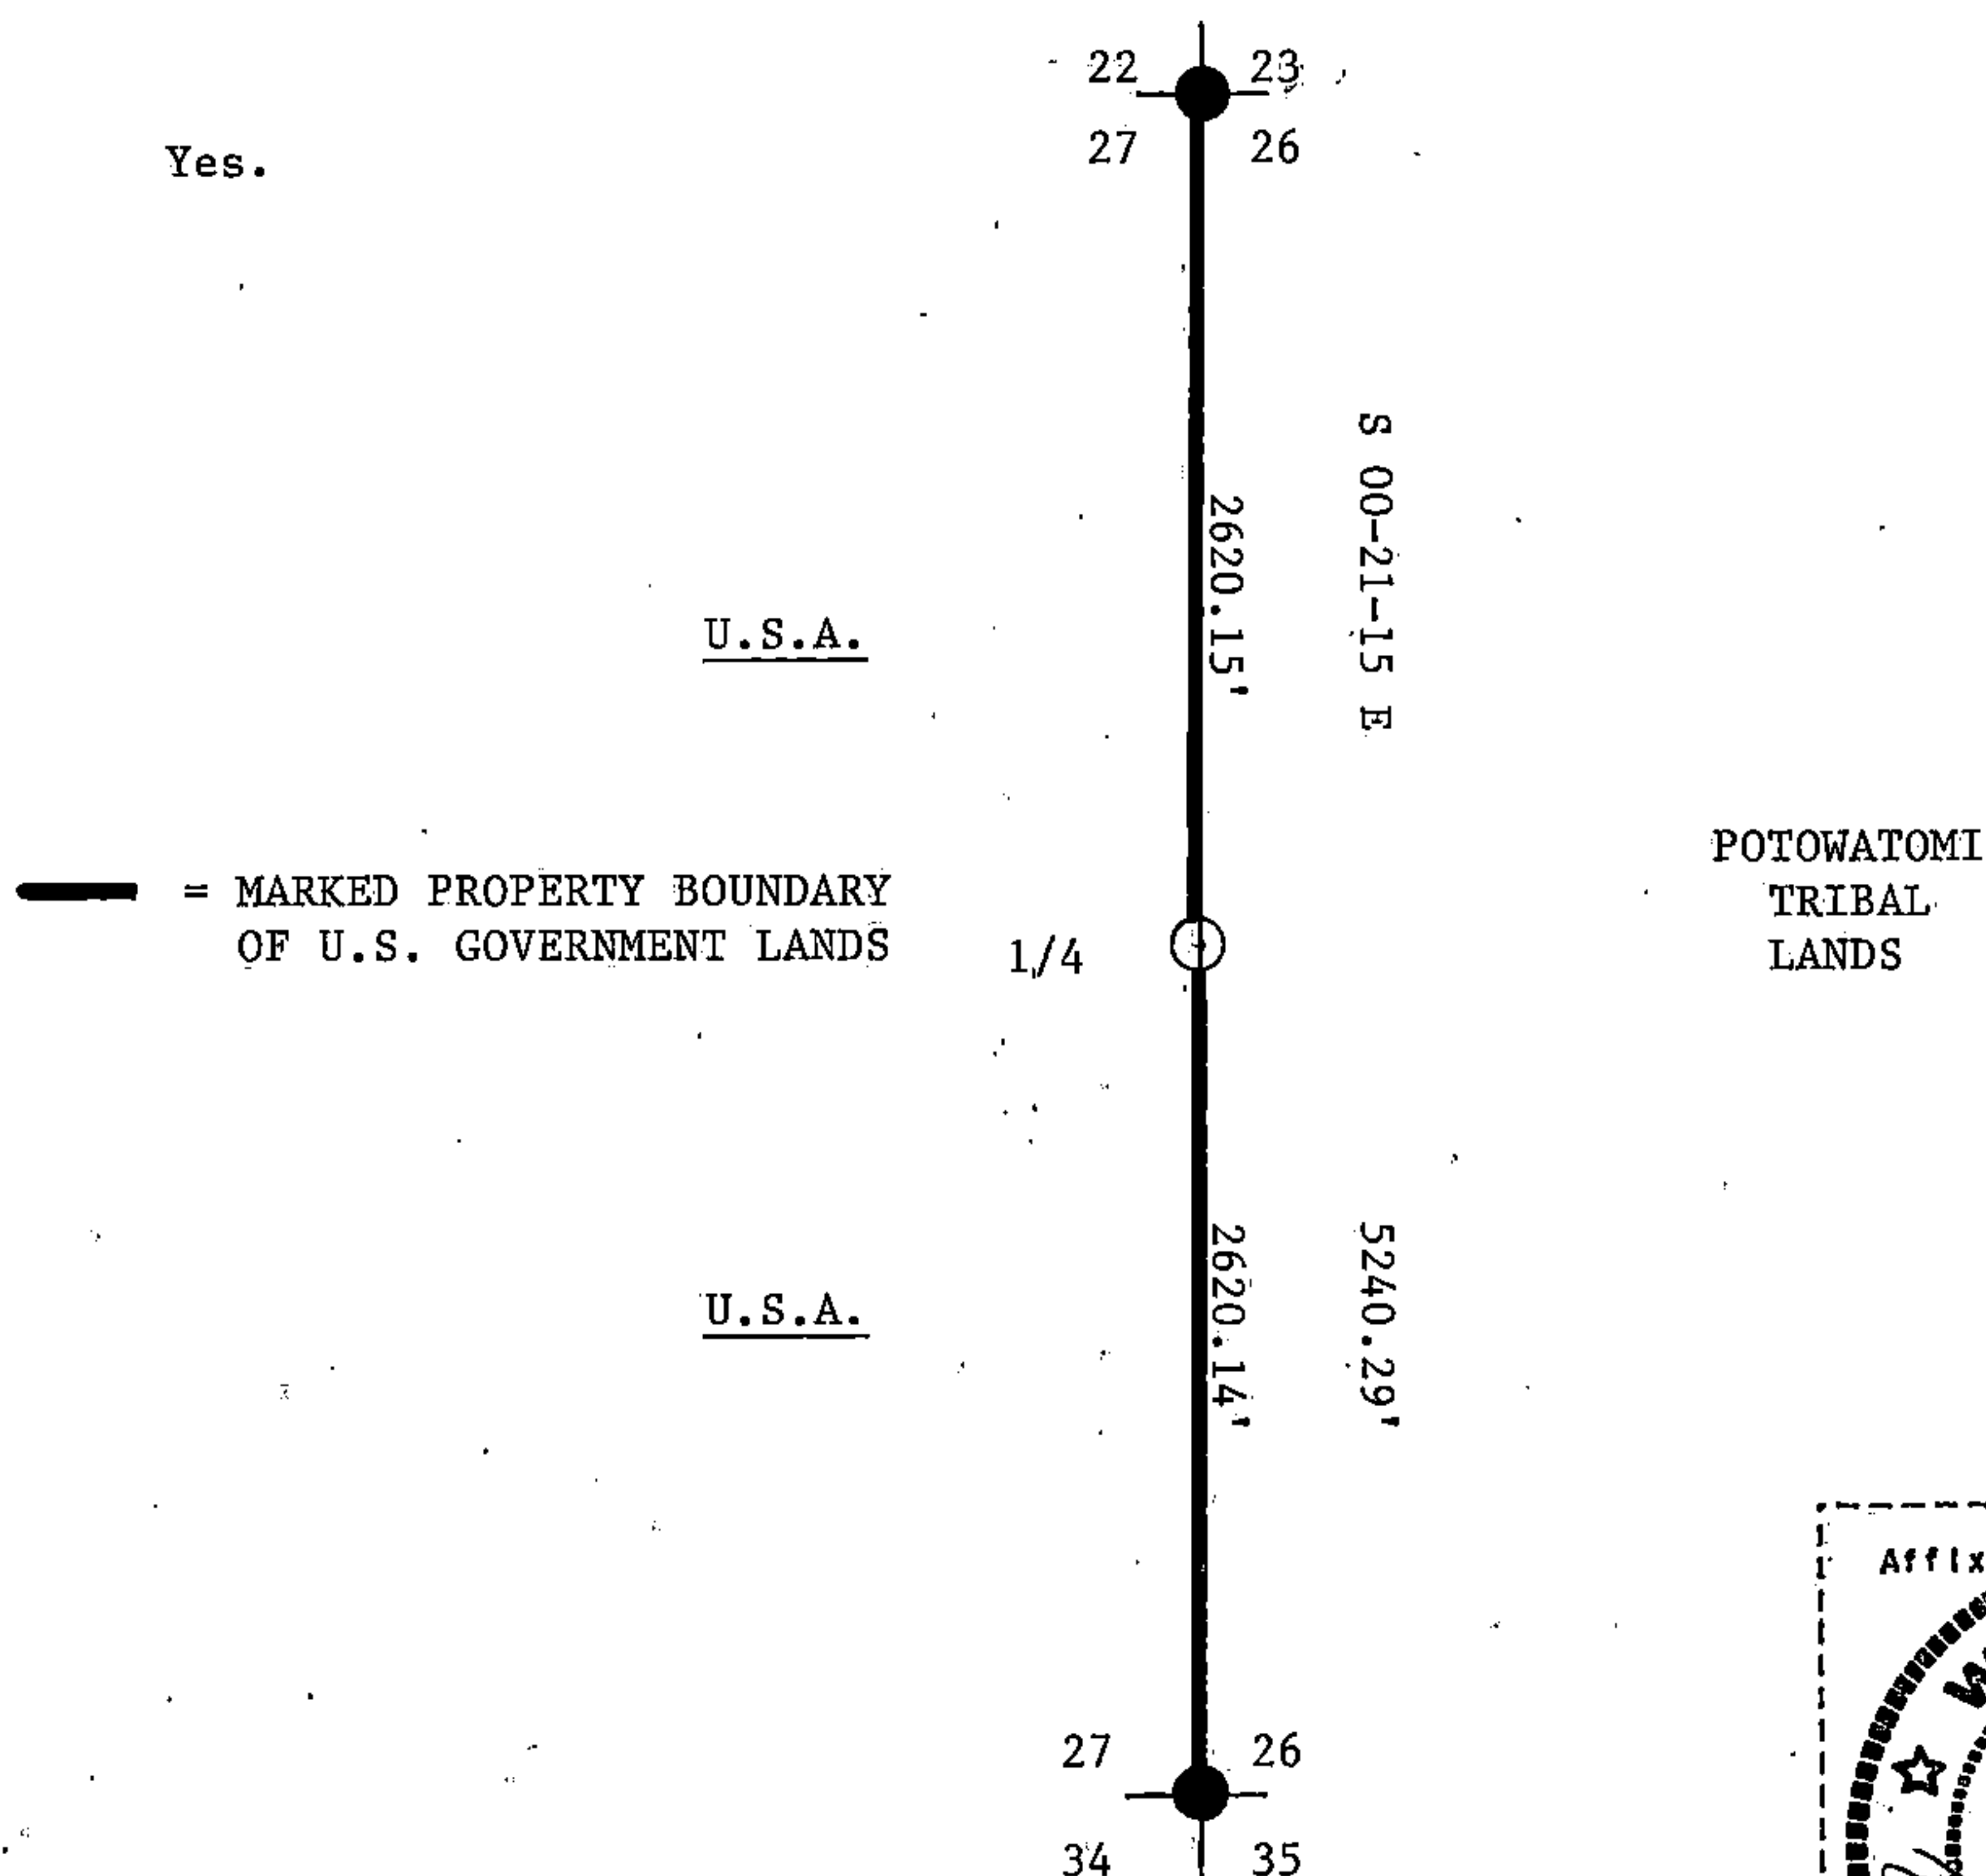 22 23
27 26
Yes.
S 00-21-15 E
2620.15'
U.S.A.
POTOWATOMI
TRIBAL
LANDS
= MARKED PROPERTY BOUNDARY
OF U.S. GOVERNMENT LANDS
1/4
2620.14'
5240.29'
U.S.A.
Affix
27 26
34 35